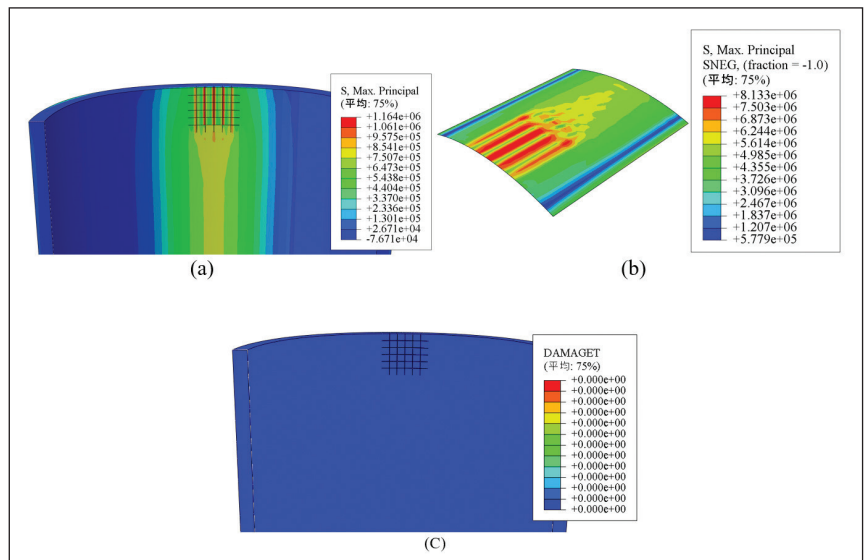 S, Max. Principal
(平均: 75%)
+1.164e+06
+1.061e+06
+9.575e+05
+8.541e+05
+7.507e+05
+6.473e+05
+5.438e+05
+4.404e+05
+3.370e+05
+2.336e+05
+1.301e+05
+2.671e+04
-7.671e+04
(a)
S, Max. Principal
SNEG, (fraction = -1.0)
(平均: 75%)
+8.133e+06
+7.503e+06
+6.873e+06
+6.244e+06
+5.614e+06
+4.985e+06
+4.355e+06
+3.726e+06
+3.096e+06
+2.467e+06
+1.837e+06
+1.207e+06
+5.779e+05
(b)
DAMAGET
(平均: 75%)
+0.000e+00
+0.000e+00
+0.000e+00
+0.000e+00
+0.000e+00
+0.000e+00
+0.000e+00
+0.000e+00
+0.000e+00
+0.000e+00
+0.000e+00
+0.000e+00
+0.000e+00
(C)